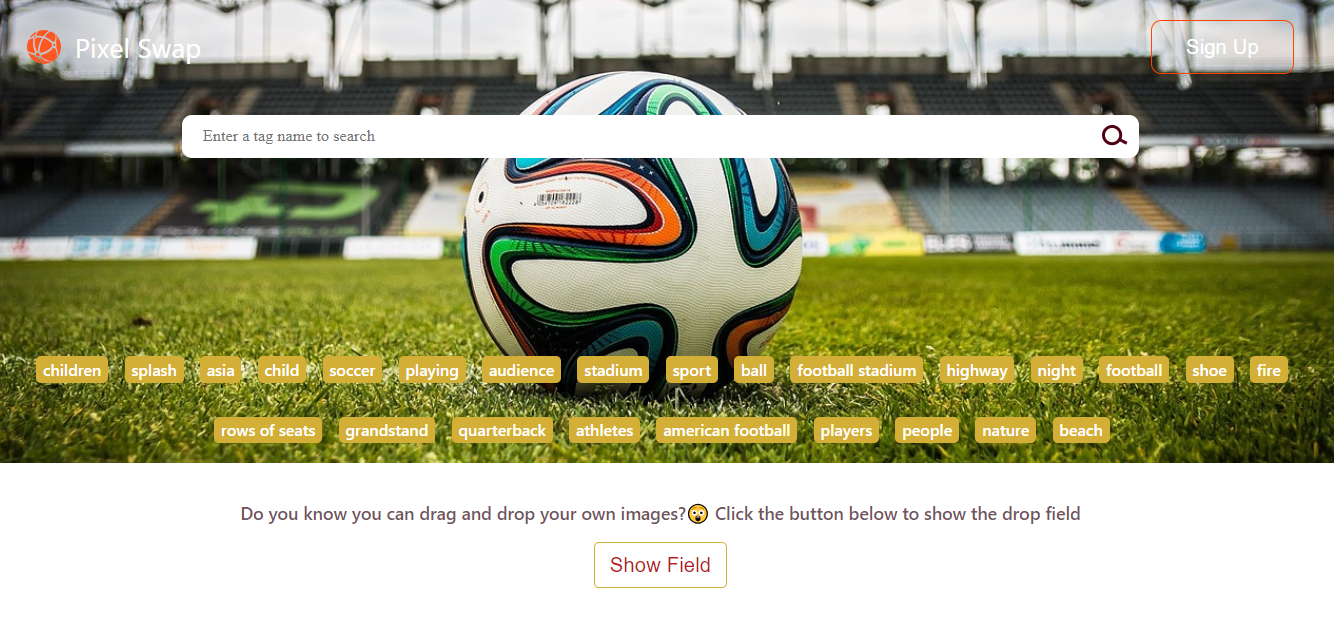 Pixel Swap
Sign Up
Enter a tag name to search
children splash asia child soccer playing audience stadium sport ball football stadium highway night football shoe fire
rows of seats grandstand quarterback athletes american football players people nature beach
Do you know you can drag and drop your own images?😲 Click the button below to show the drop field
Show Field